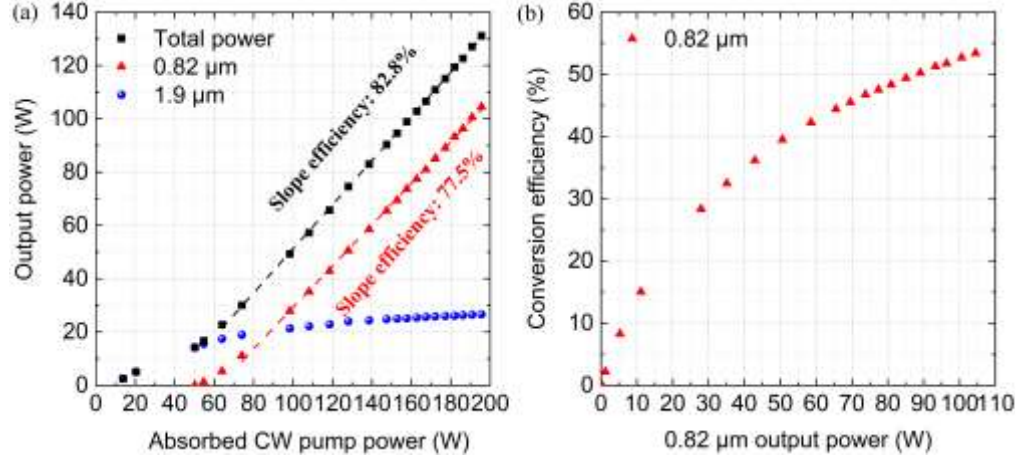 (a)
Total power
0.82 μm
1.9 μm
Slope efficiency: 82.8%
Slope efficiency: 77.5%
Output power (W)
140
120
100
80
60
40
20
0
0 20 40 60 80 100 120 140 160 180 200
Absorbed CW pump power (W)
(b)
0.82 μm
Conversion efficiency (%)
60
50
40
30
20
10
0
0 10 20 30 40 50 60 70 80 90 100 110
0.82 μm output power (W)